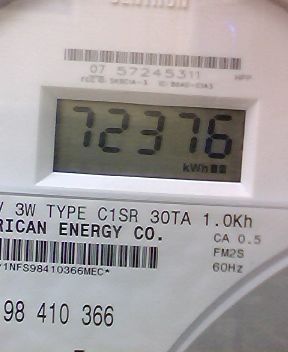 07 57245311
72376
kWh
V 3W TYPE C1SR 30TA 1.0Kh
RICAN ENERGY CO.
CA 0.5
FM2S
60Hz
1NFS98410366MEC*
98 410 366